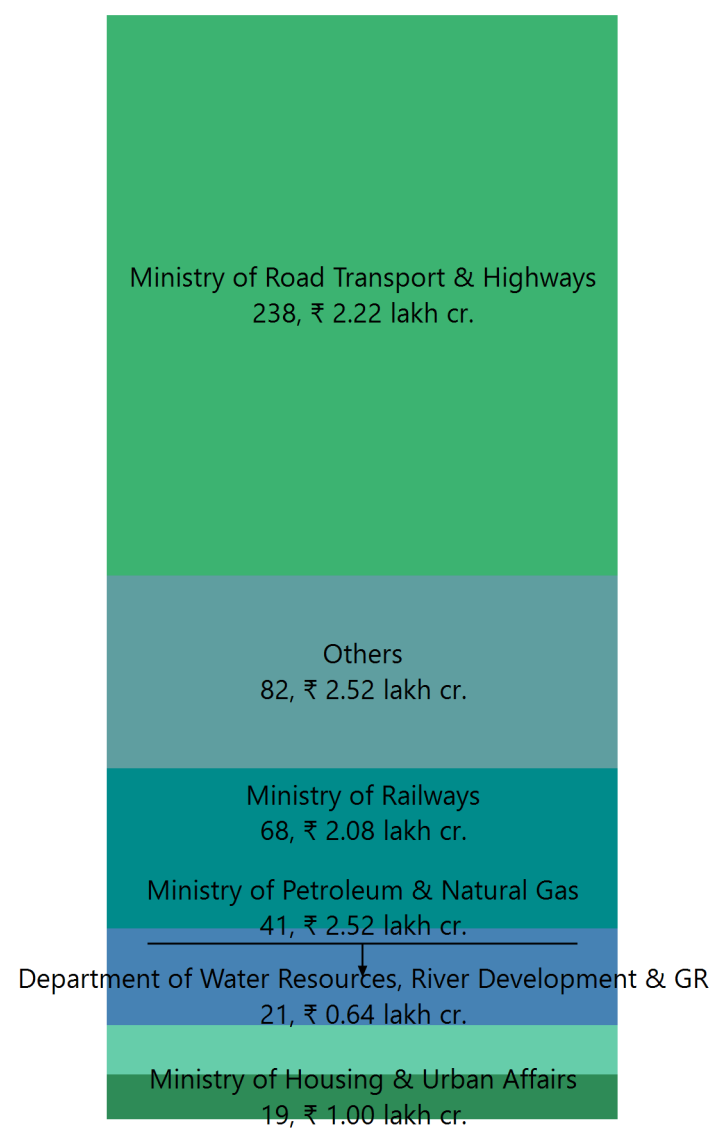 Ministry of Road Transport & Highways
238, ₹ 2.22 lakh cr.
Others
82, ₹ 2.52 lakh cr.
Ministry of Railways
68, ₹ 2.08 lakh cr.
Ministry of Petroleum & Natural Gas
41, ₹ 2.52 lakh cr.
Department of Water Resources, River Development & GR
21, ₹ 0.64 lakh cr.
Ministry of Housing & Urban Affairs
19, ₹ 1.00 lakh cr.